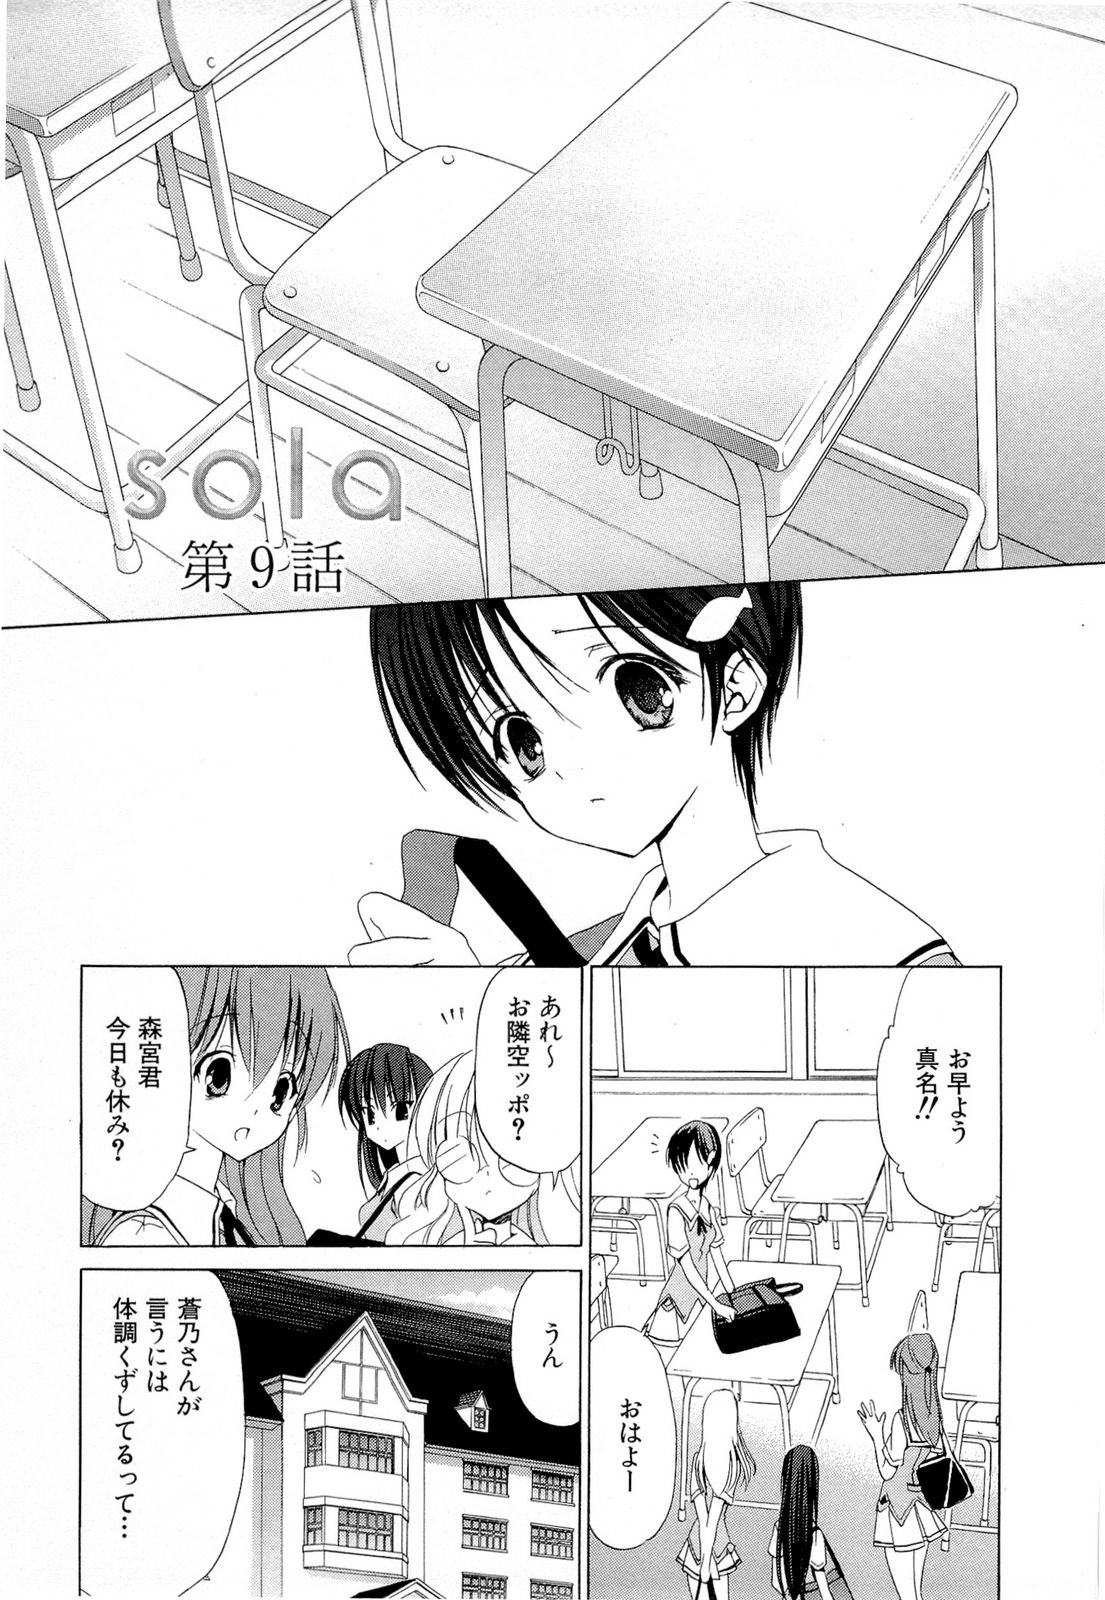 sola
第9話
お早よう
真名!!
おはよー
あれ～
お隣空ッポ?
森宮君
今日も休み?
うん
蒼乃さんが
言うには
体調くずしてるって…